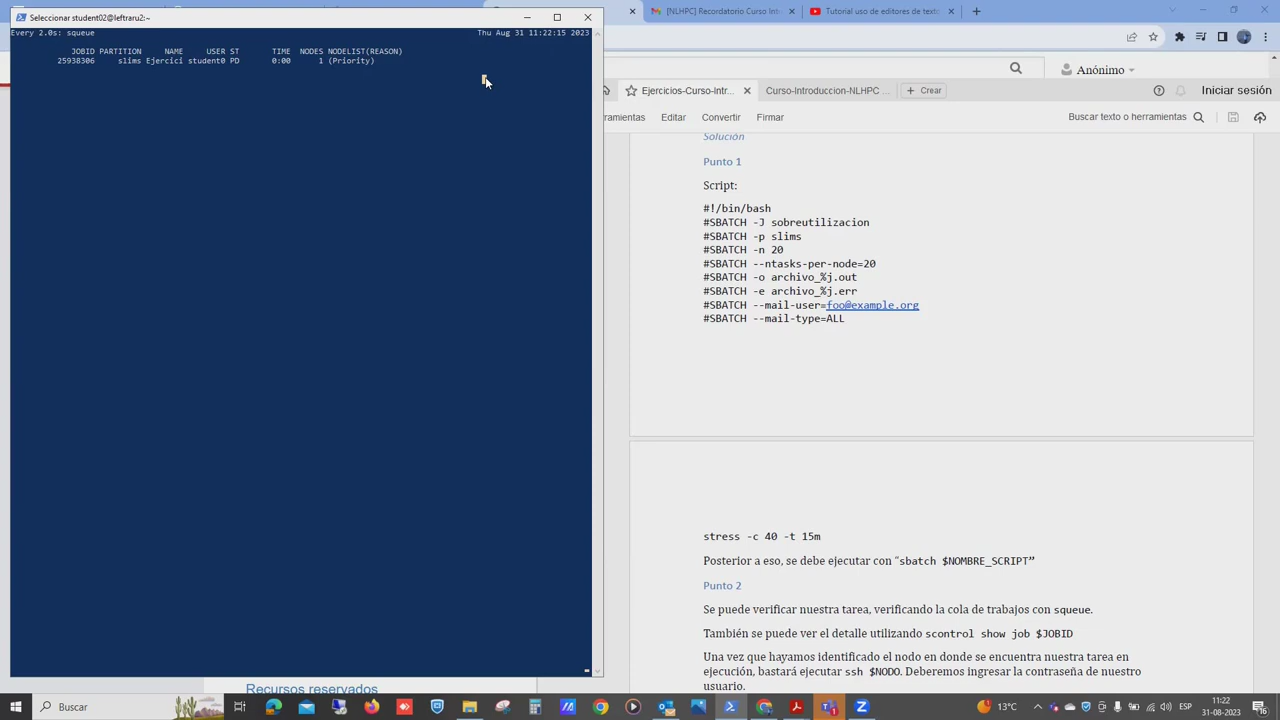 Seleccionar student02@leftraru2:~
[NLHPC] Recordatorio Curso Int
Tutorial uso de editores de texto
Every 2.0s: squeue
Thu Aug 31 11:22:15 2023
JOBID PARTITION NAME USER ST TIME NODES NODELIST(REASON)
25938306 slims Ejercici student0 PD 0:00 1 (Priority)
Anónimo
Ejercicios-Curso-Intr...
Curso-Introduccion-NLHPC ...
Crear
Iniciar sesión
ramientas
Editar
Convertir
Firmar
Buscar texto o herramientas
Solución
Punto 1
Script:
#!/bin/bash
#SBATCH -J sobreutilizacion
#SBATCH -p slims
#SBATCH -n 20
#SBATCH --ntasks-per-node=20
#SBATCH -o archivo_%j.out
#SBATCH -e archivo_%j.err
#SBATCH --mail-user=foo@example.org
#SBATCH --mail-type=ALL
stress -c 40 -t 15m
Posterior a eso, se debe ejecutar con “sbatch $NOMBRE_SCRIPT”
Punto 2
Se puede verificar nuestra tarea, verificando la cola de trabajos con squeue.
También se puede ver el detalle utilizando scontrol show job $JOBID
Una vez que hayamos identificado el nodo en donde se encuentra nuestra tarea en
ejecución, bastará ejecutar ssh $NODO. Deberemos ingresar la contraseña de nuestro
usuario.
Recursos reservados
Buscar
13°C
ESP
11:22
31-08-2023